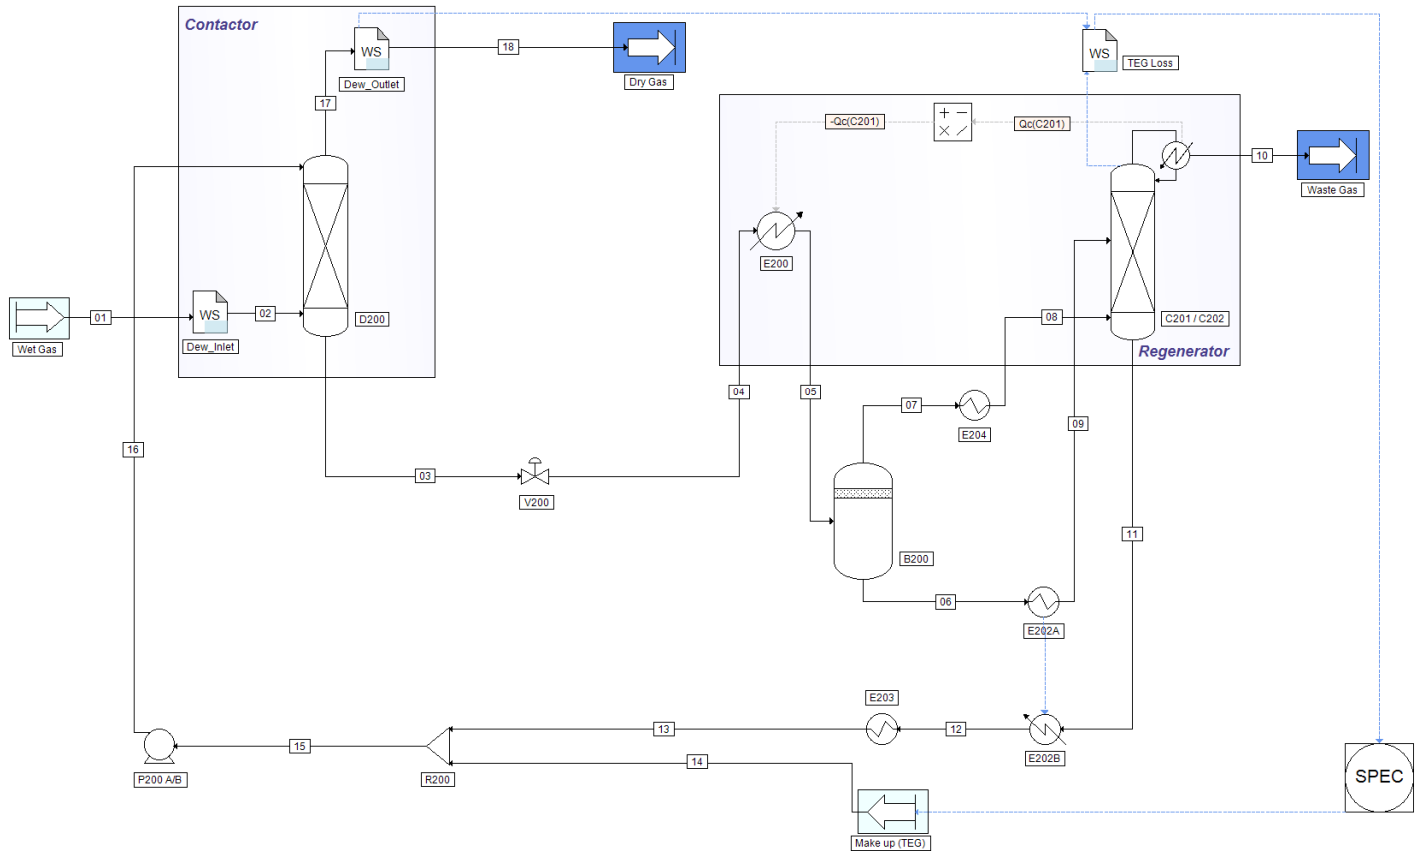 Contactor
WS
Dew_Outlet
18
Dry Gas
WS
TEG Loss
17
-Qc(C201)
+ −
× ∕
Qc(C201)
10
Waste Gas
E200
01
Wet Gas
WS
Dew_Inlet
02
D200
08
C201 / C202
Regenerator
04
05
07
E204
09
16
03
V200
11
B200
06
E202A
E203
13
12
E202B
15
P200 A/B
R200
14
SPEC
Make up (TEG)